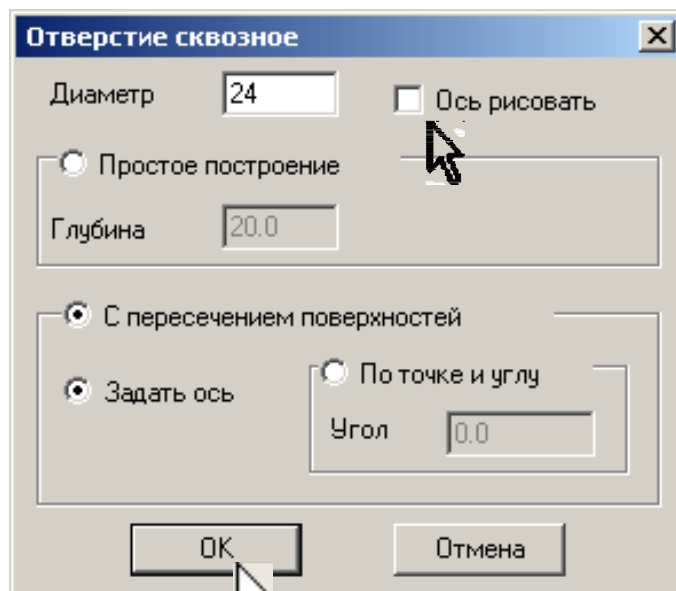 Отверстие сквозное
Диаметр 24 Ось рисовать
Простое построение
Глубина 20.0
С пересечением поверхностей
Задать ось По точке и углу
Угол 0.0
OK Отмена